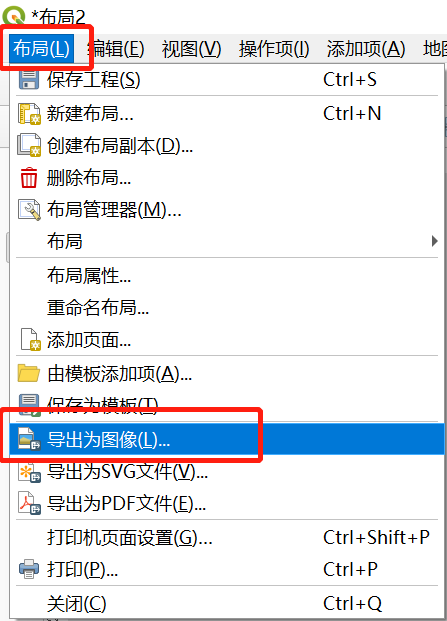 *布局2
布局(L) 编辑(E) 视图(V) 操作项(I) 添加项(A) 地图
保存工程(S) Ctrl+S
新建布局... Ctrl+N
创建布局副本(D)...
删除布局...
布局管理器(M)...
布局
布局属性...
重命名布局...
添加页面...
由模板添加项(A)...
保存为模板(T)...
导出为图像(L)...
导出为SVG文件(V)...
导出为PDF文件(E)...
打印机页面设置(G)... Ctrl+Shift+P
打印(P)... Ctrl+P
关闭(C) Ctrl+Q